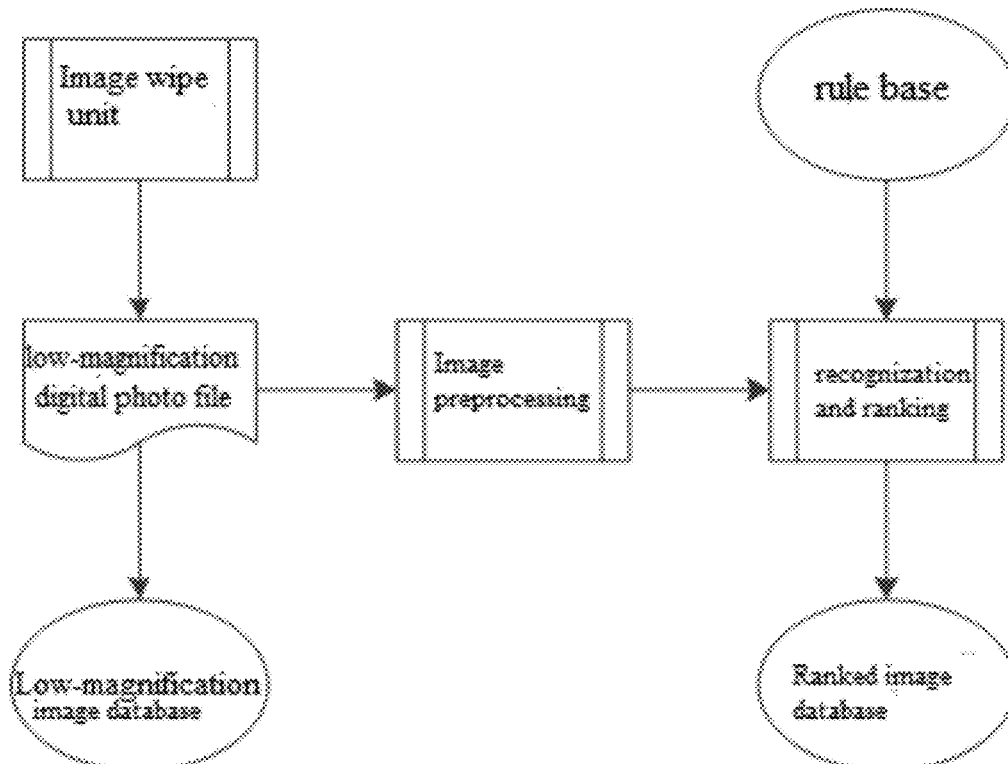 Image wipe
unit
rule base
low-magnification
digital photo file
Image
preprocessing
recognization
and ranking
Low-magnification
image database
Ranked image
database